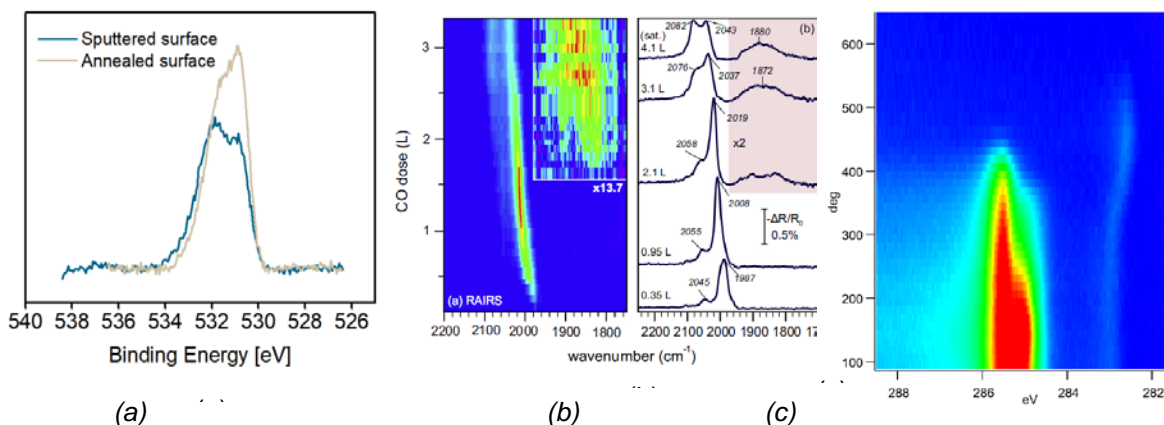 Sputtered surface
Annealed surface
540 538 536 534 532 530 528 526
Binding Energy [eV]
(a)
CO dose (L)
3
2
1
x13.7
(a) RAIRS
2200 2100 2000 1900 1800
wavenumber (cm-1)
(b)
2082
2043
(b)
(sat.)
1880
4.1 L
2076
2037
1872
3.1 L
2019
2058
x2
2.1 L
2008
-ΔR/R0
0.5%
2055
0.95 L
1987
2045
0.35 L
2200 2100 2000 1900 1800
(c)
600
500
400
300
200
100
deg
288 286 284 282
eV